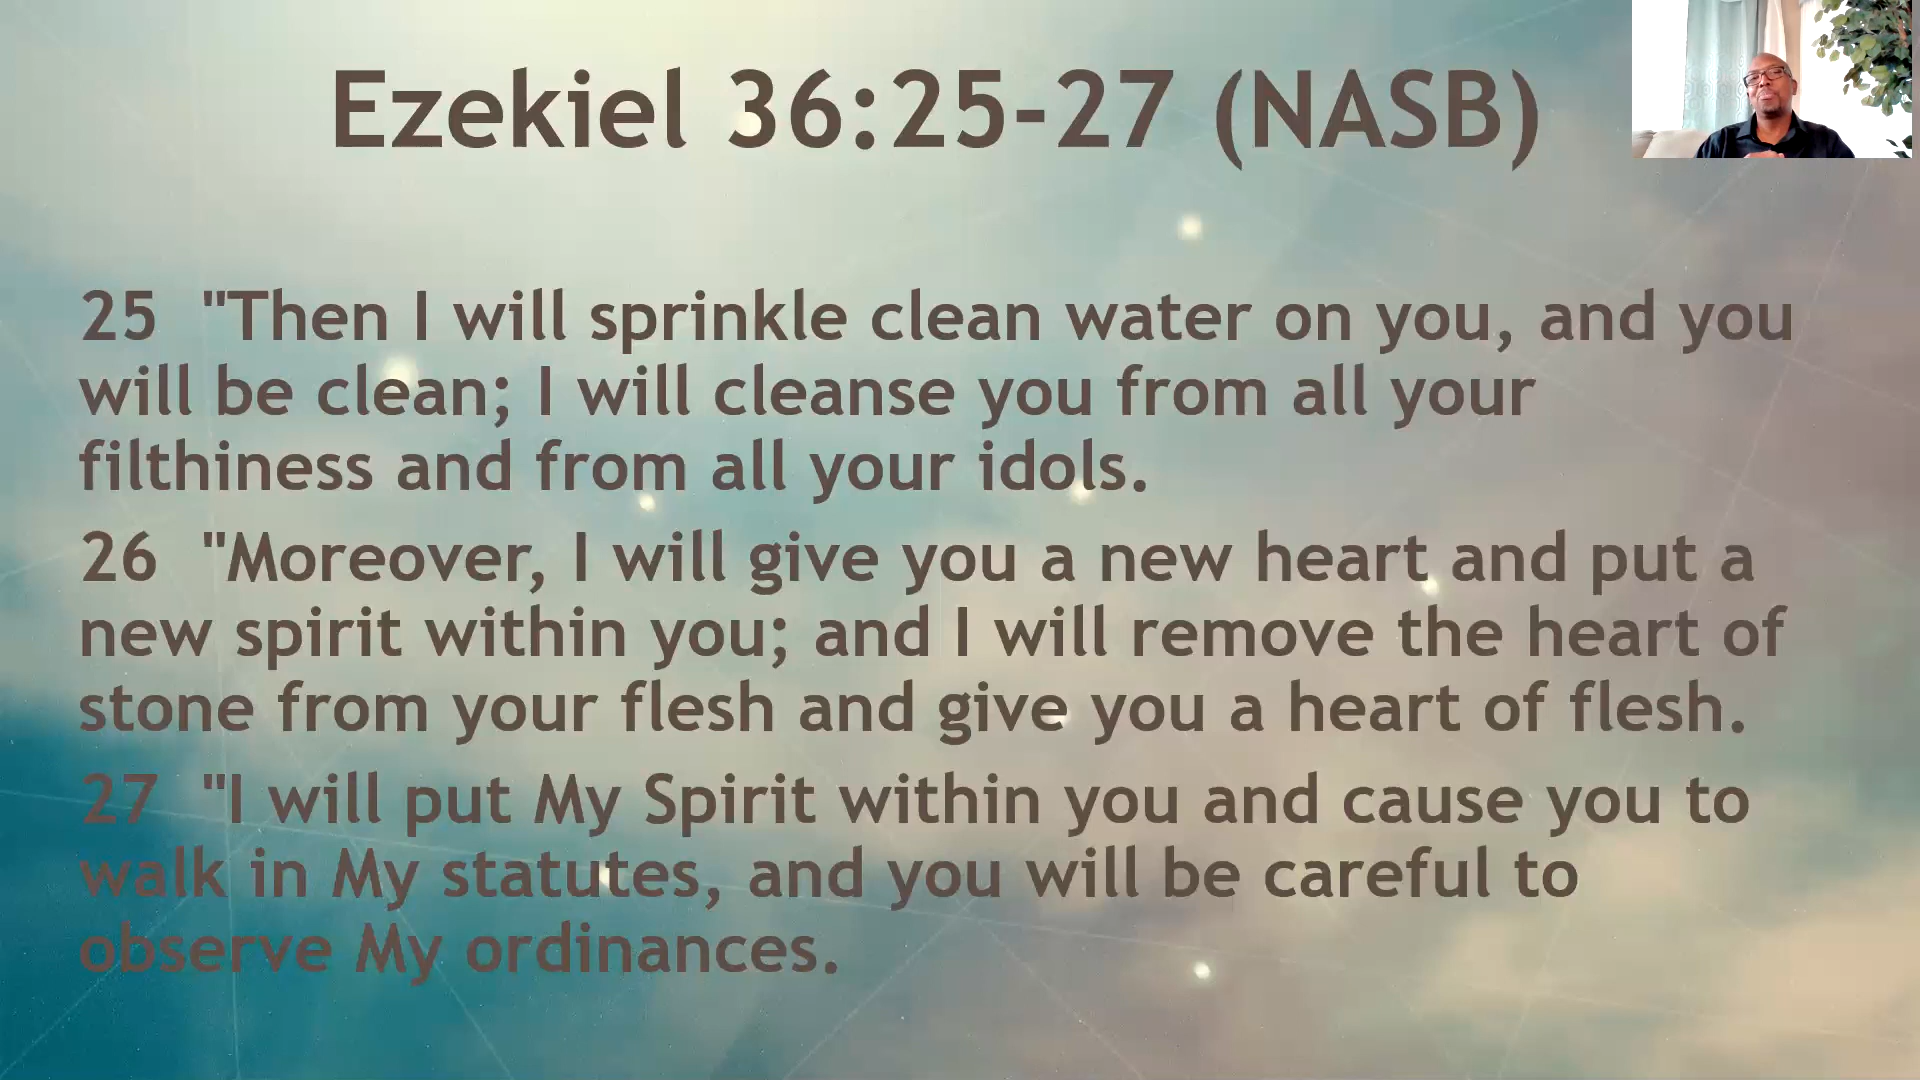 Ezekiel 36:25-27 (NASB)
25 "Then I will sprinkle clean water on you, and you
will be clean; I will cleanse you from all your
filthiness and from all your idols.
26 "Moreover, I will give you a new heart and put a
new spirit within you; and I will remove the heart of
stone from your flesh and give you a heart of flesh.
27 "I will put My Spirit within you and cause you to
walk in My statutes, and you will be careful to
observe My ordinances.